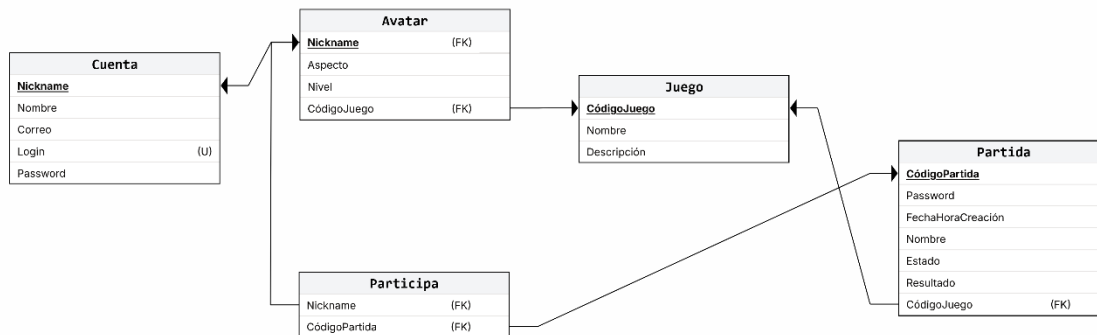 Cuenta
Nickname
Nombre
Correo
Login (U)
Password
Avatar
Nickname (FK)
Aspecto
Nivel
CódigoJuego (FK)
Juego
CódigoJuego
Nombre
Descripción
Partida
CódigoPartida
Password
FechaHoraCreación
Nombre
Estado
Resultado
CódigoJuego (FK)
Participa
Nickname (FK)
CódigoPartida (FK)